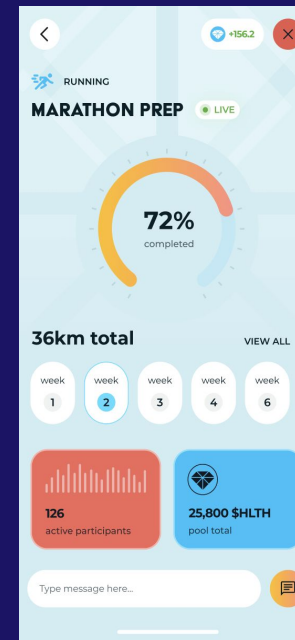 +156.2
RUNNING
MARATHON PREP
LIVE
72%
completed
36km total
VIEW ALL
week week week week week
1 2 3 4 6
126
active participants
25,800 $HLTH
pool total
Type message here...